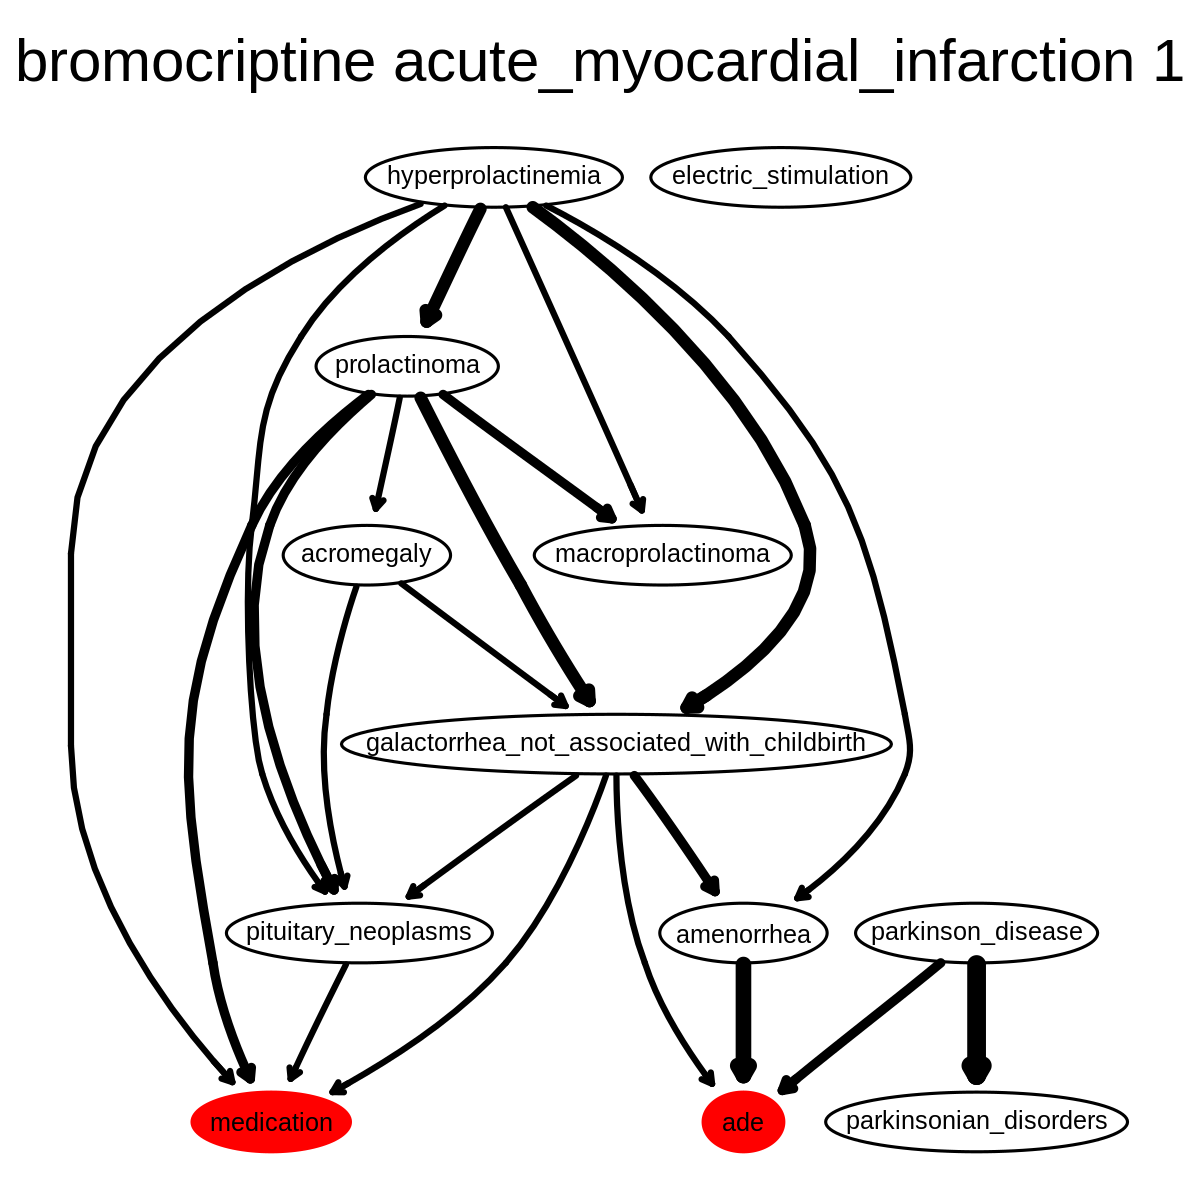 bromocriptine acute_myocardial_infarction 1
hyperprolactinemia
electric_stimulation
prolactinoma
acromegaly
macroprolactinoma
galactorrhea_not_associated_with_childbirth
pituitary_neoplasms
amenorrhea
parkinson_disease
medication
ade
parkinsonian_disorders